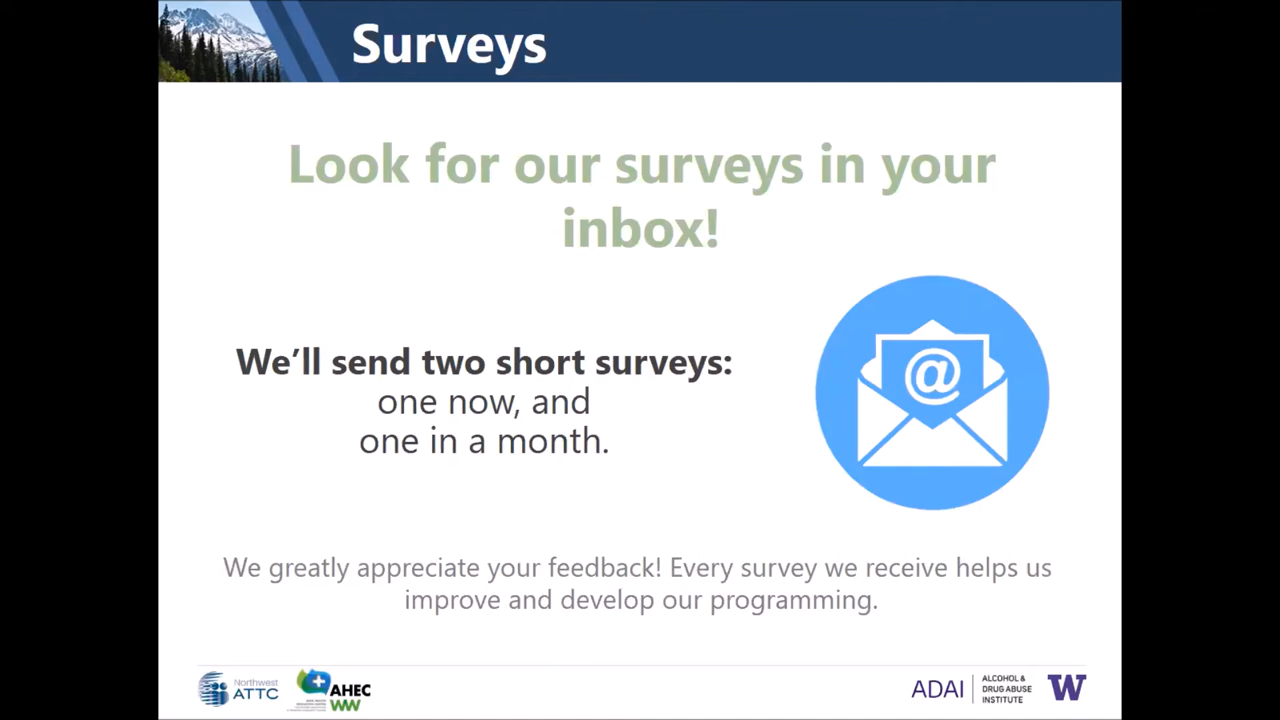 Surveys
Look for our surveys in your
inbox!
We'll send two short surveys:
one now, and
one in a month.
@
We greatly appreciate your feedback! Every survey we receive helps us
improve and develop our programming.
Northwest
ATTC
AHEC
WW
ADAI
ALCOHOL &
DRUG ABUSE
INSTITUTE
W